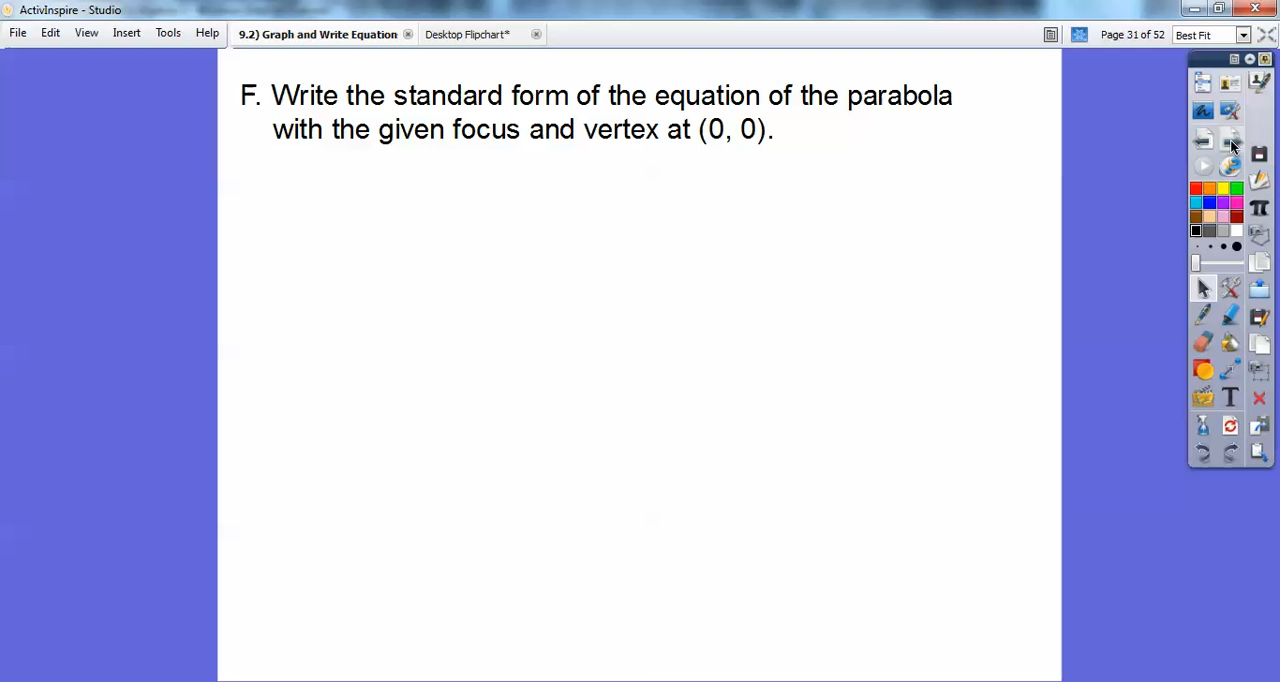 ActivInspire - Studio
File Edit View Insert Tools Help
9.2) Graph and Write Equation
Desktop Flipchart*
Page 31 of 52
Best Fit
F. Write the standard form of the equation of the parabola
with the given focus and vertex at (0, 0).